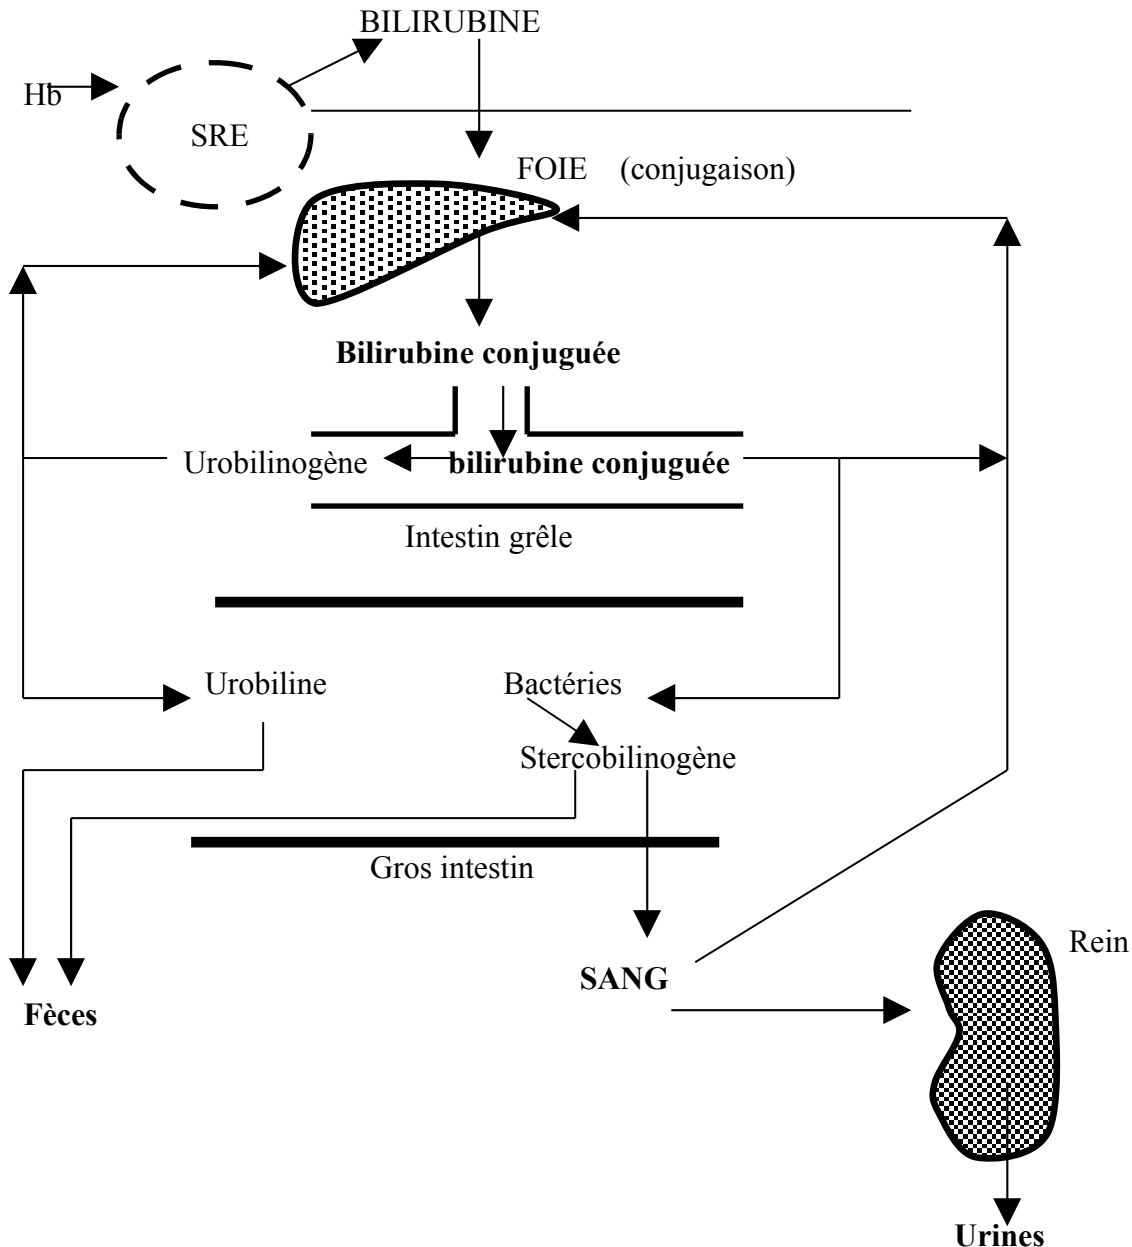 BILIRUBINE
Hb
SRE
FOIE (conjugaison)
Bilirubine conjuguée
Urobilinogène bilirubine conjuguée
Intestin grêle
Urobiline Bactéries
Stercobilinogène
Gros intestin
Rein
SANG
Fèces
Urines